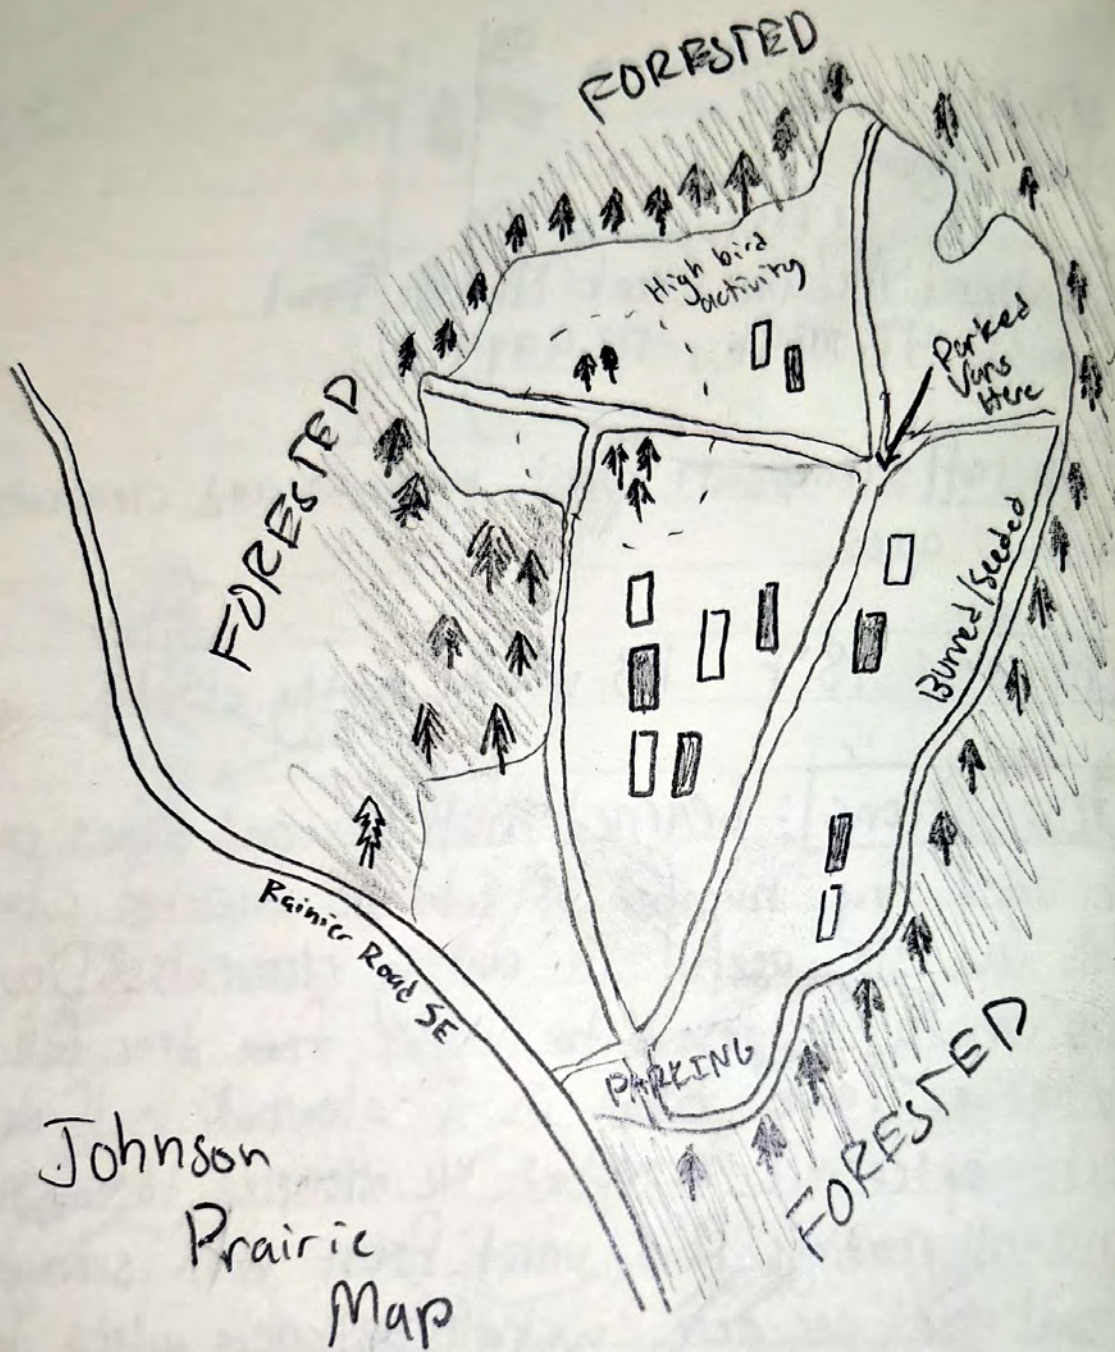 FORESTED
High bird
activity
Parked
Vans
Here
FORESTED
Burned/Seeded
Rainier Road SE
PARKING
FORESTED
Johnson
Prairie
Map